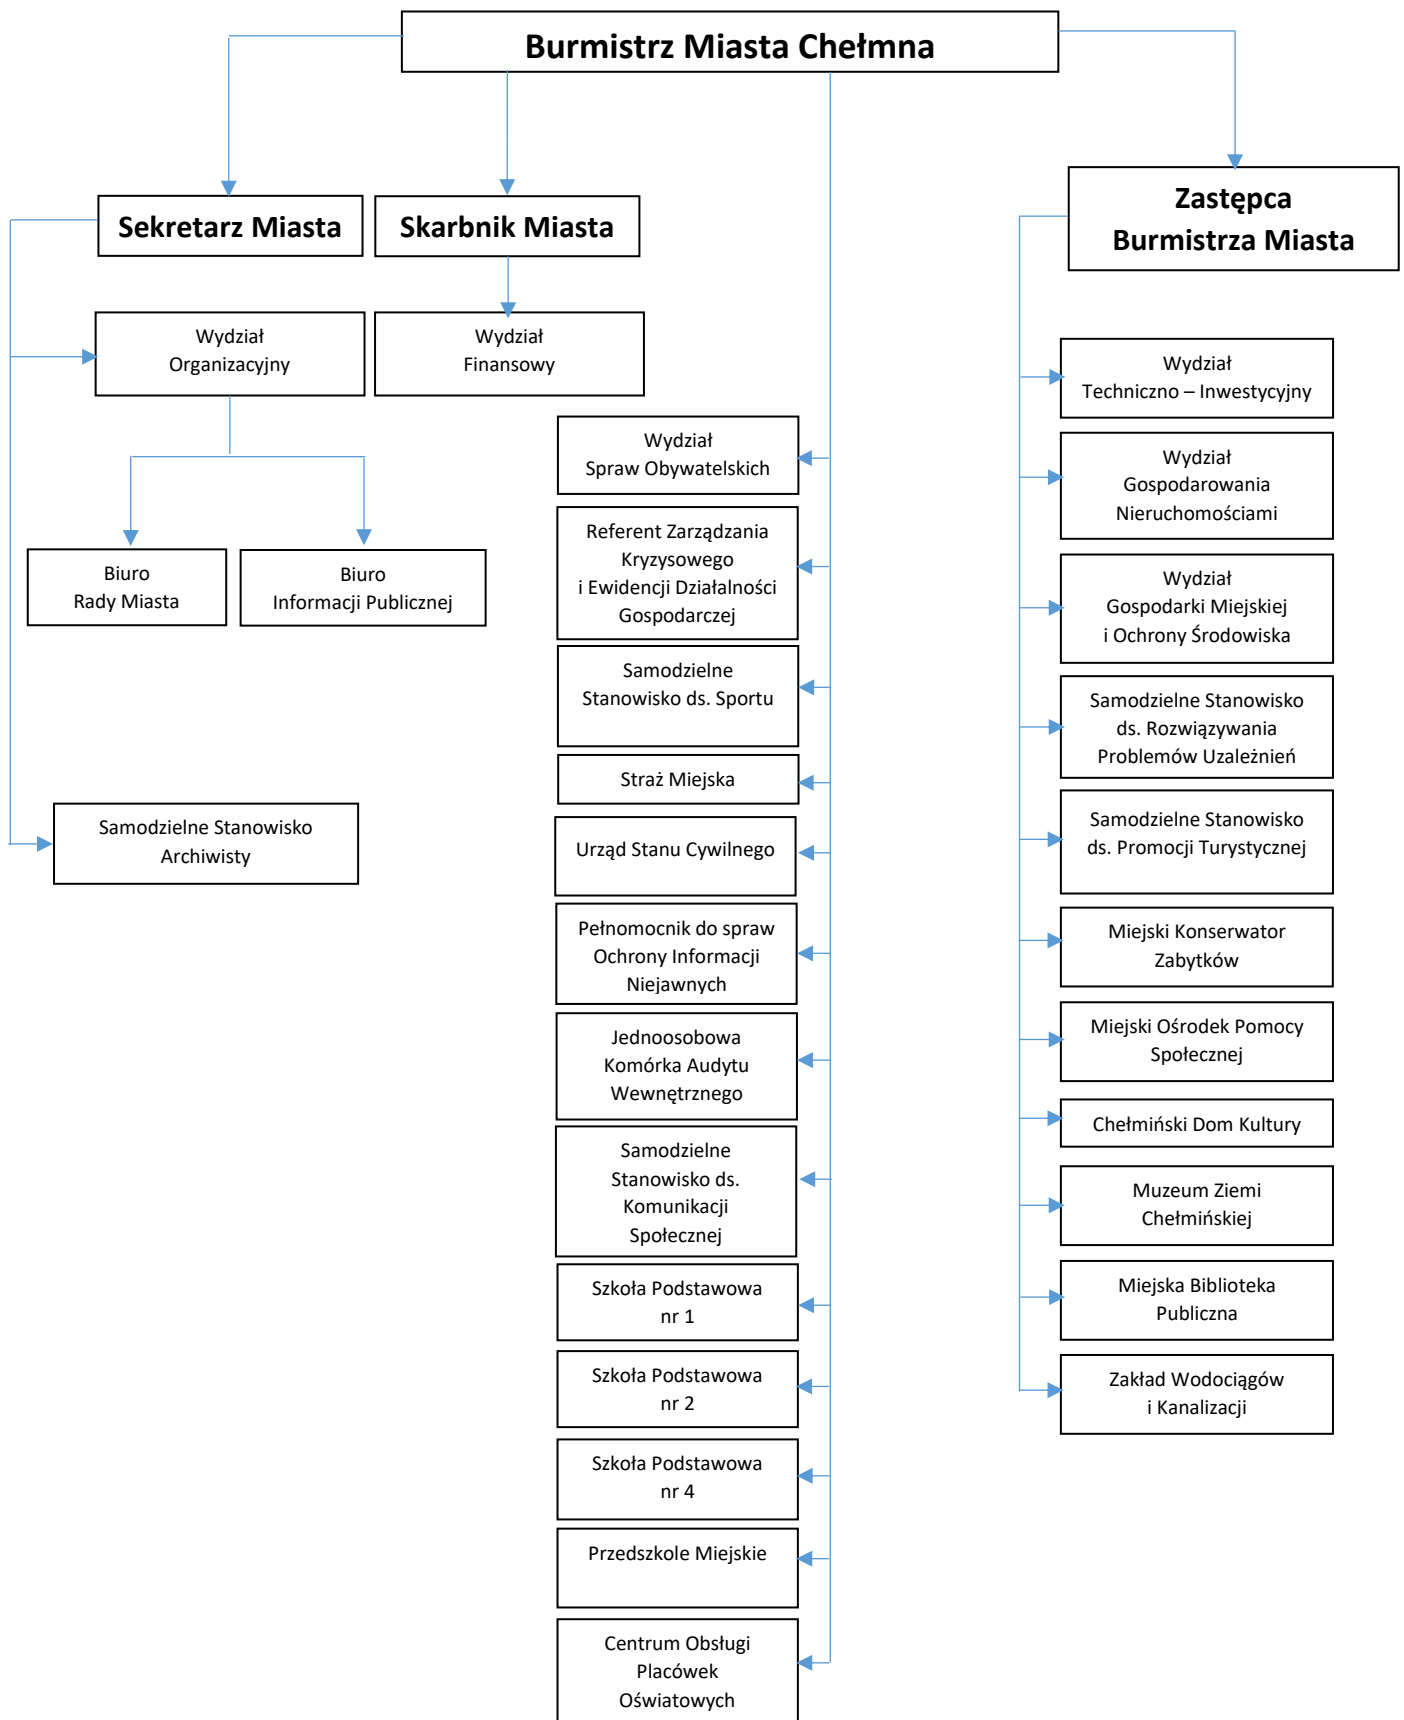 Burmistrz Miasta Chełmna
Sekretarz Miasta
Skarbnik Miasta
Zastępca
Burmistrza Miasta
Wydział
Organizacyjny
Wydział
Finansowy
Biuro
Rady Miasta
Biuro
Informacji Publicznej
Samodzielne Stanowisko
Archiwisty
Wydział
Spraw Obywatelskich
Referent Zarządzania
Kryzysowego
i Ewidencji Działalności
Gospodarczej
Samodzielne
Stanowisko ds. Sportu
Straż Miejska
Urząd Stanu Cywilnego
Pełnomocnik do spraw
Ochrony Informacji
Niejawnych
Jednoosobowa
Komórka Audytu
Wewnętrznego
Samodzielne
Stanowisko ds.
Komunikacji
Społecznej
Szkoła Podstawowa
nr 1
Szkoła Podstawowa
nr 2
Szkoła Podstawowa
nr 4
Przedszkole Miejskie
Centrum Obsługi
Placówek
Oświatowych
Wydział
Techniczno – Inwestycyjny
Wydział
Gospodarowania
Nieruchomościami
Wydział
Gospodarki Miejskiej
i Ochrony Środowiska
Samodzielne Stanowisko
ds. Rozwiązywania
Problemów Uzależnień
Samodzielne Stanowisko
ds. Promocji Turystycznej
Miejski Konserwator
Zabytków
Miejski Ośrodek Pomocy
Społecznej
Chełmiński Dom Kultury
Muzeum Ziemi
Chełmińskiej
Miejska Biblioteka
Publiczna
Zakład Wodociągów
i Kanalizacji